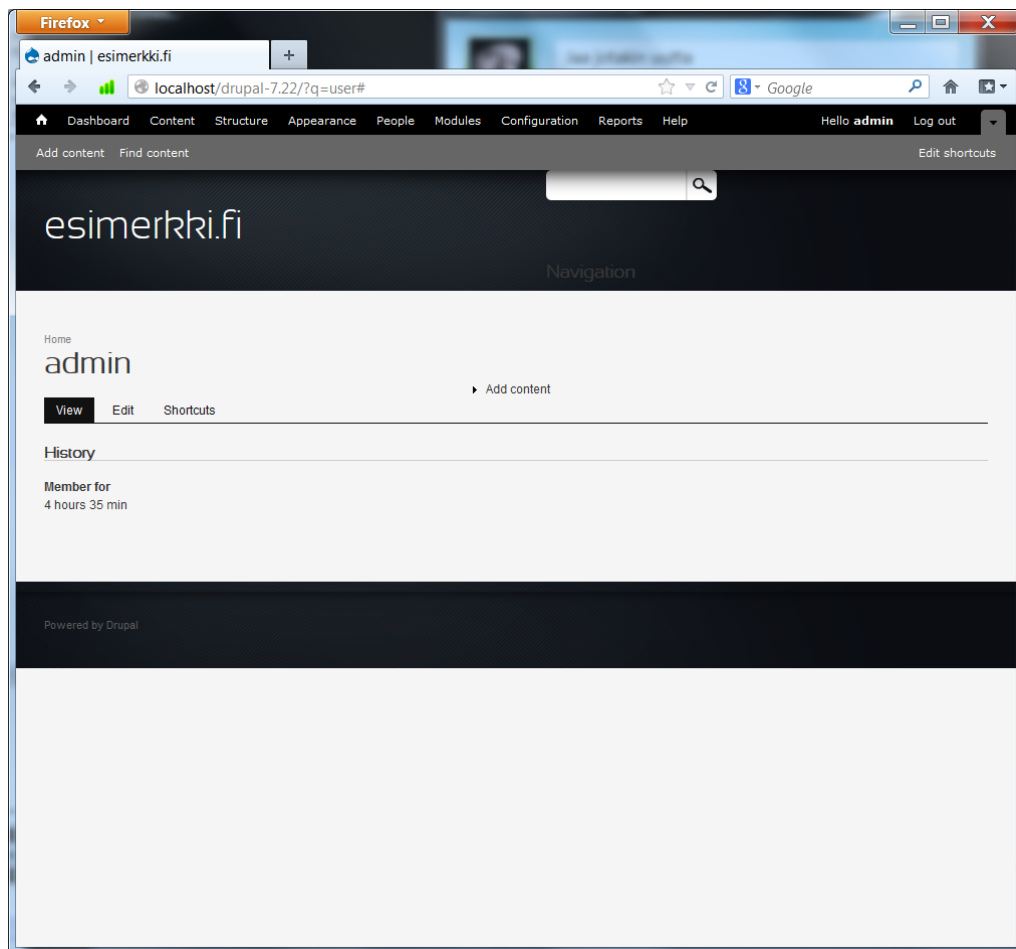 Firefox
admin | esimerkki.fi
+
localhost/drupal-7.22/?q=user#
8 Google
Dashboard Content Structure Appearance People Modules Configuration Reports Help Hello admin Log out
Add content Find content Edit shortcuts
esimerkki.fi
Navigation
Home
admin
Add content
View Edit Shortcuts
History
Member for
4 hours 35 min
Powered by Drupal